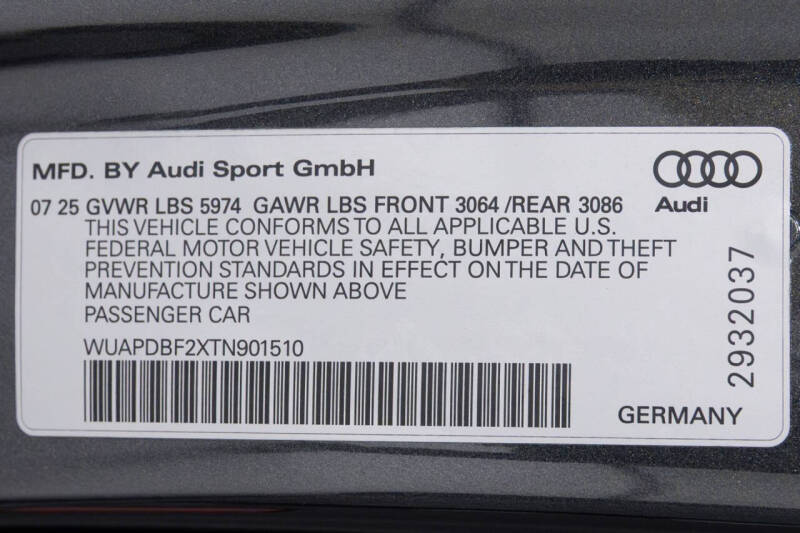 MFD. BY Audi Sport GmbH
Audi
07 25 GVWR LBS 5974 GAWR LBS FRONT 3064 /REAR 3086
THIS VEHICLE CONFORMS TO ALL APPLICABLE U.S.
FEDERAL MOTOR VEHICLE SAFETY, BUMPER AND THEFT
PREVENTION STANDARDS IN EFFECT ON THE DATE OF
MANUFACTURE SHOWN ABOVE
PASSENGER CAR
WUAPDBF2XTN901510
2932037
GERMANY